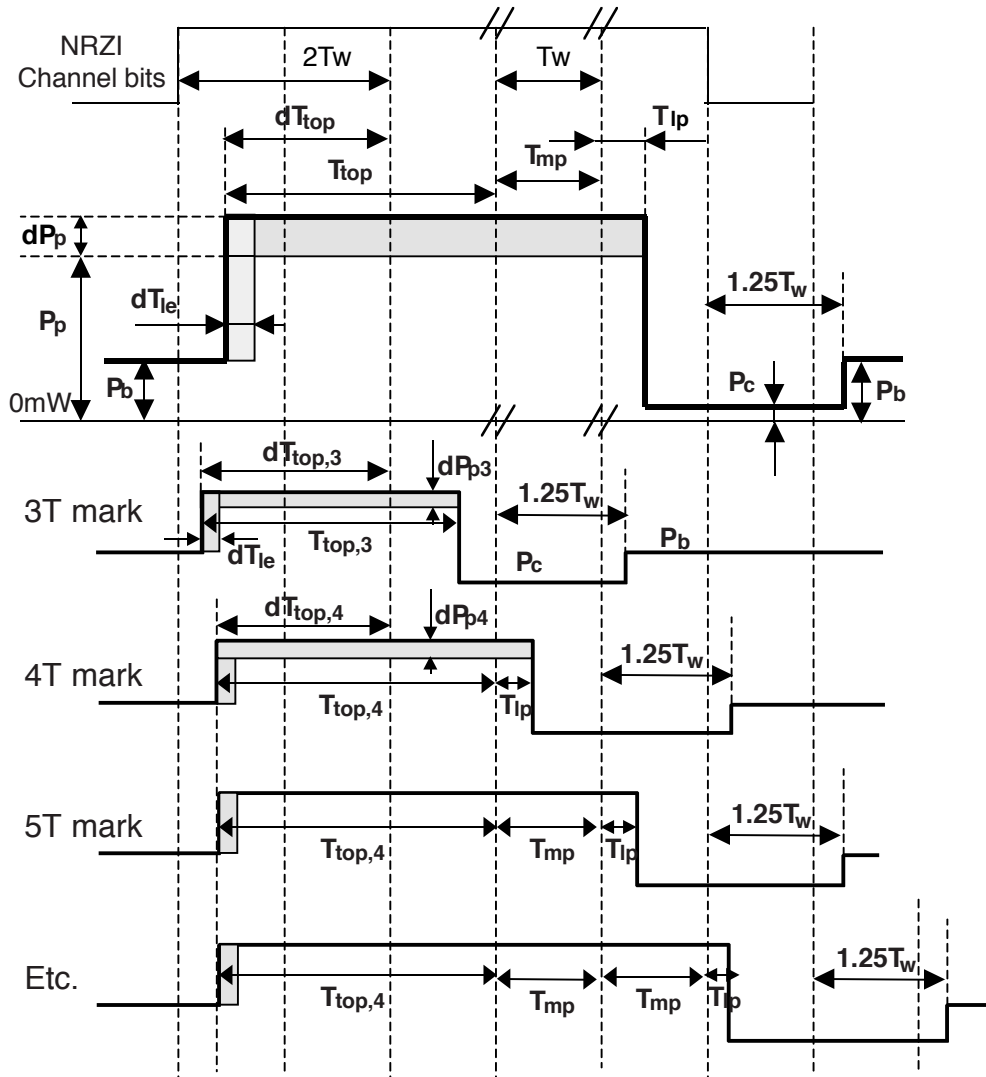 NRZI
Channel bits
2Tw
Tw
dTtop
Tlp
Ttop
Tmp
dPp
Pp
dTle
1.25Tw
Pb
Pc
Pb
0mW
dTtop,3
dPp3
1.25Tw
3T mark
Ttop,3
dTle
Pc
Pb
dTtop,4
dPp4
1.25Tw
4T mark
Ttop,4
Tlp
5T mark
1.25Tw
Ttop,4
Tmp
Tlp
Etc.
1.25Tw
Ttop,4
Tmp
Tmp
Tlp